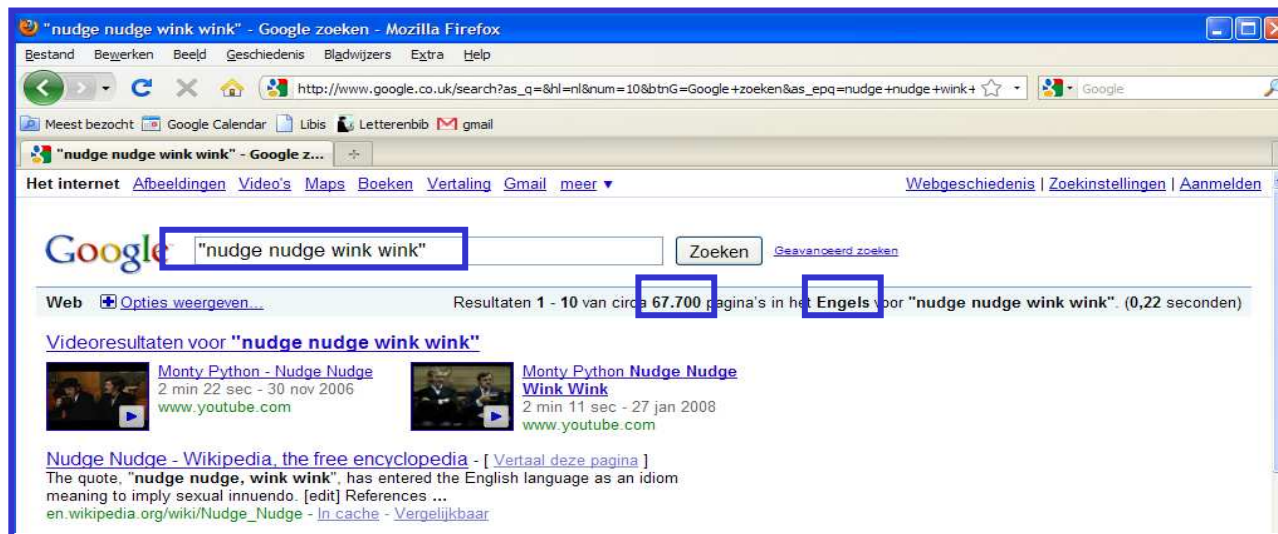 "nudge nudge wink wink" - Google zoeken - Mozilla Firefox
Bestand Bewerken Beeld Geschiedenis Bladwijzers Extra Help
http://www.google.co.uk/search?as_q=&hl=nl&num=10&btnG=Google+zoeken&as_epq=nudge+nudge+wink+ Google
Meest bezocht Google Calendar Libis Letterenbib gmail
"nudge nudge wink wink" - Google z...
Het internet Afbeeldingen Video's Maps Boeken Vertaling Gmail meer ▼ Webgeschiedenis | Zoekinstellingen | Aanmelden
Google "nudge nudge wink wink" Zoeken Geavanceerd zoeken
Web Opties weergeven... Resultaten 1 - 10 van circa 67.700 pagina's in het Engels voor "nudge nudge wink wink". (0,22 seconden)
Videoresultaten voor "nudge nudge wink wink"
Monty Python - Nudge Nudge
2 min 22 sec - 30 nov 2006
www.youtube.com
Monty Python Nudge Nudge
Wink Wink
2 min 11 sec - 27 jan 2008
www.youtube.com
Nudge Nudge - Wikipedia, the free encyclopedia - [ Vertaal deze pagina ]
The quote, "nudge nudge, wink wink", has entered the English language as an idiom
meaning to imply sexual innuendo. [edit] References ...
en.wikipedia.org/wiki/Nudge_Nudge - In cache - Vergelijkbaar